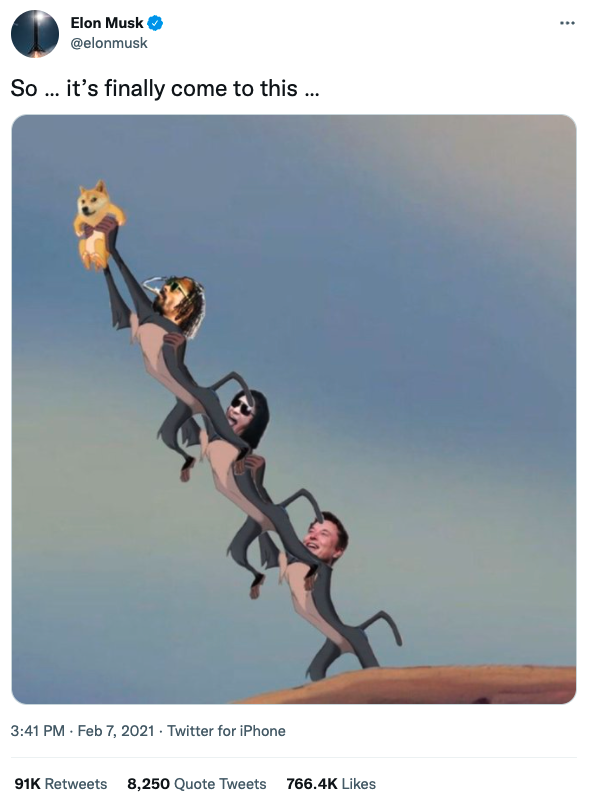 Elon Musk
@elonmusk
So ... it’s finally come to this ...
3:41 PM · Feb 7, 2021 · Twitter for iPhone
91K Retweets 8,250 Quote Tweets 766.4K Likes